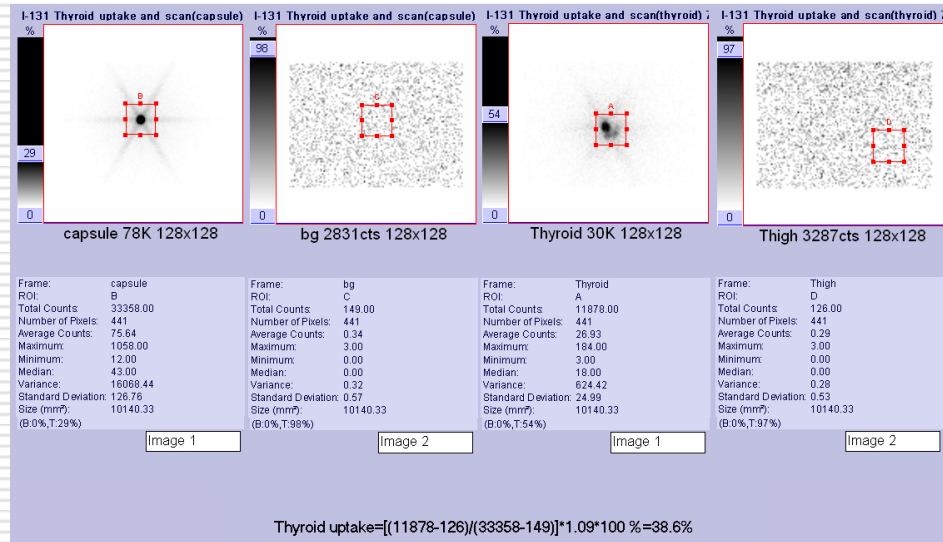 I-131 Thyroid uptake and scan(capsule)
%
29
0
B
capsule 78K 128x128
I-131 Thyroid uptake and scan(capsule)
%
98
0
C
bg 2831cts 128x128
I-131 Thyroid uptake and scan(thyroid)
%
54
0
A
Thyroid 30K 128x128
I-131 Thyroid uptake and scan(thyroid)
%
97
0
D
Thigh 3287cts 128x128
Frame: capsule
ROI: B
Total Counts: 33358.00
Number of Pixels: 441
Average Counts: 75.64
Maximum: 1058.00
Minimum: 12.00
Median: 43.00
Variance: 16068.44
Standard Deviation: 126.76
Size (mm²): 10140.33
(B:0%,T:29%)
Image 1
Frame: bg
ROI: C
Total Counts: 149.00
Number of Pixels: 441
Average Counts: 0.34
Maximum: 3.00
Minimum: 0.00
Median: 0.00
Variance: 0.32
Standard Deviation: 0.57
Size (mm²): 10140.33
(B:0%,T:98%)
Image 2
Frame: Thyroid
ROI: A
Total Counts: 11878.00
Number of Pixels: 441
Average Counts: 26.93
Maximum: 184.00
Minimum: 3.00
Median: 18.00
Variance: 624.42
Standard Deviation: 24.99
Size (mm²): 10140.33
(B:0%,T:54%)
Image 1
Frame: Thigh
ROI: D
Total Counts: 126.00
Number of Pixels: 441
Average Counts: 0.29
Maximum: 3.00
Minimum: 0.00
Median: 0.00
Variance: 0.28
Standard Deviation: 0.53
Size (mm²): 10140.33
(B:0%,T:97%)
Image 2
Thyroid uptake=[(11878-126)/(33358-149)]*1.09*100 %=38.6%